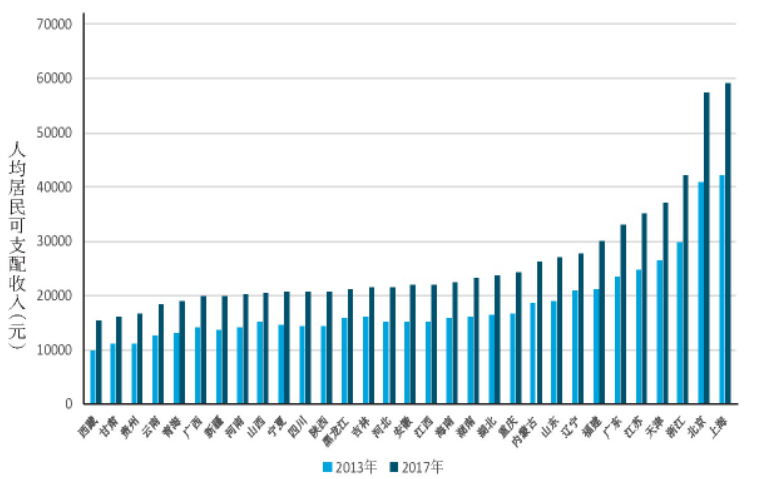 70000
60000
50000
40000
30000
20000
10000
0
人均居民可支配收入(元)
西藏 甘肃 贵州 云南 青海 广西 新疆 河南 山西 宁夏 四川 陕西 黑龙江 吉林 河北 安徽 江西 海南 湖南 湖北 重庆 内蒙古 山东 辽宁 福建 广东 江苏 天津 浙江 北京 上海
2013年 2017年